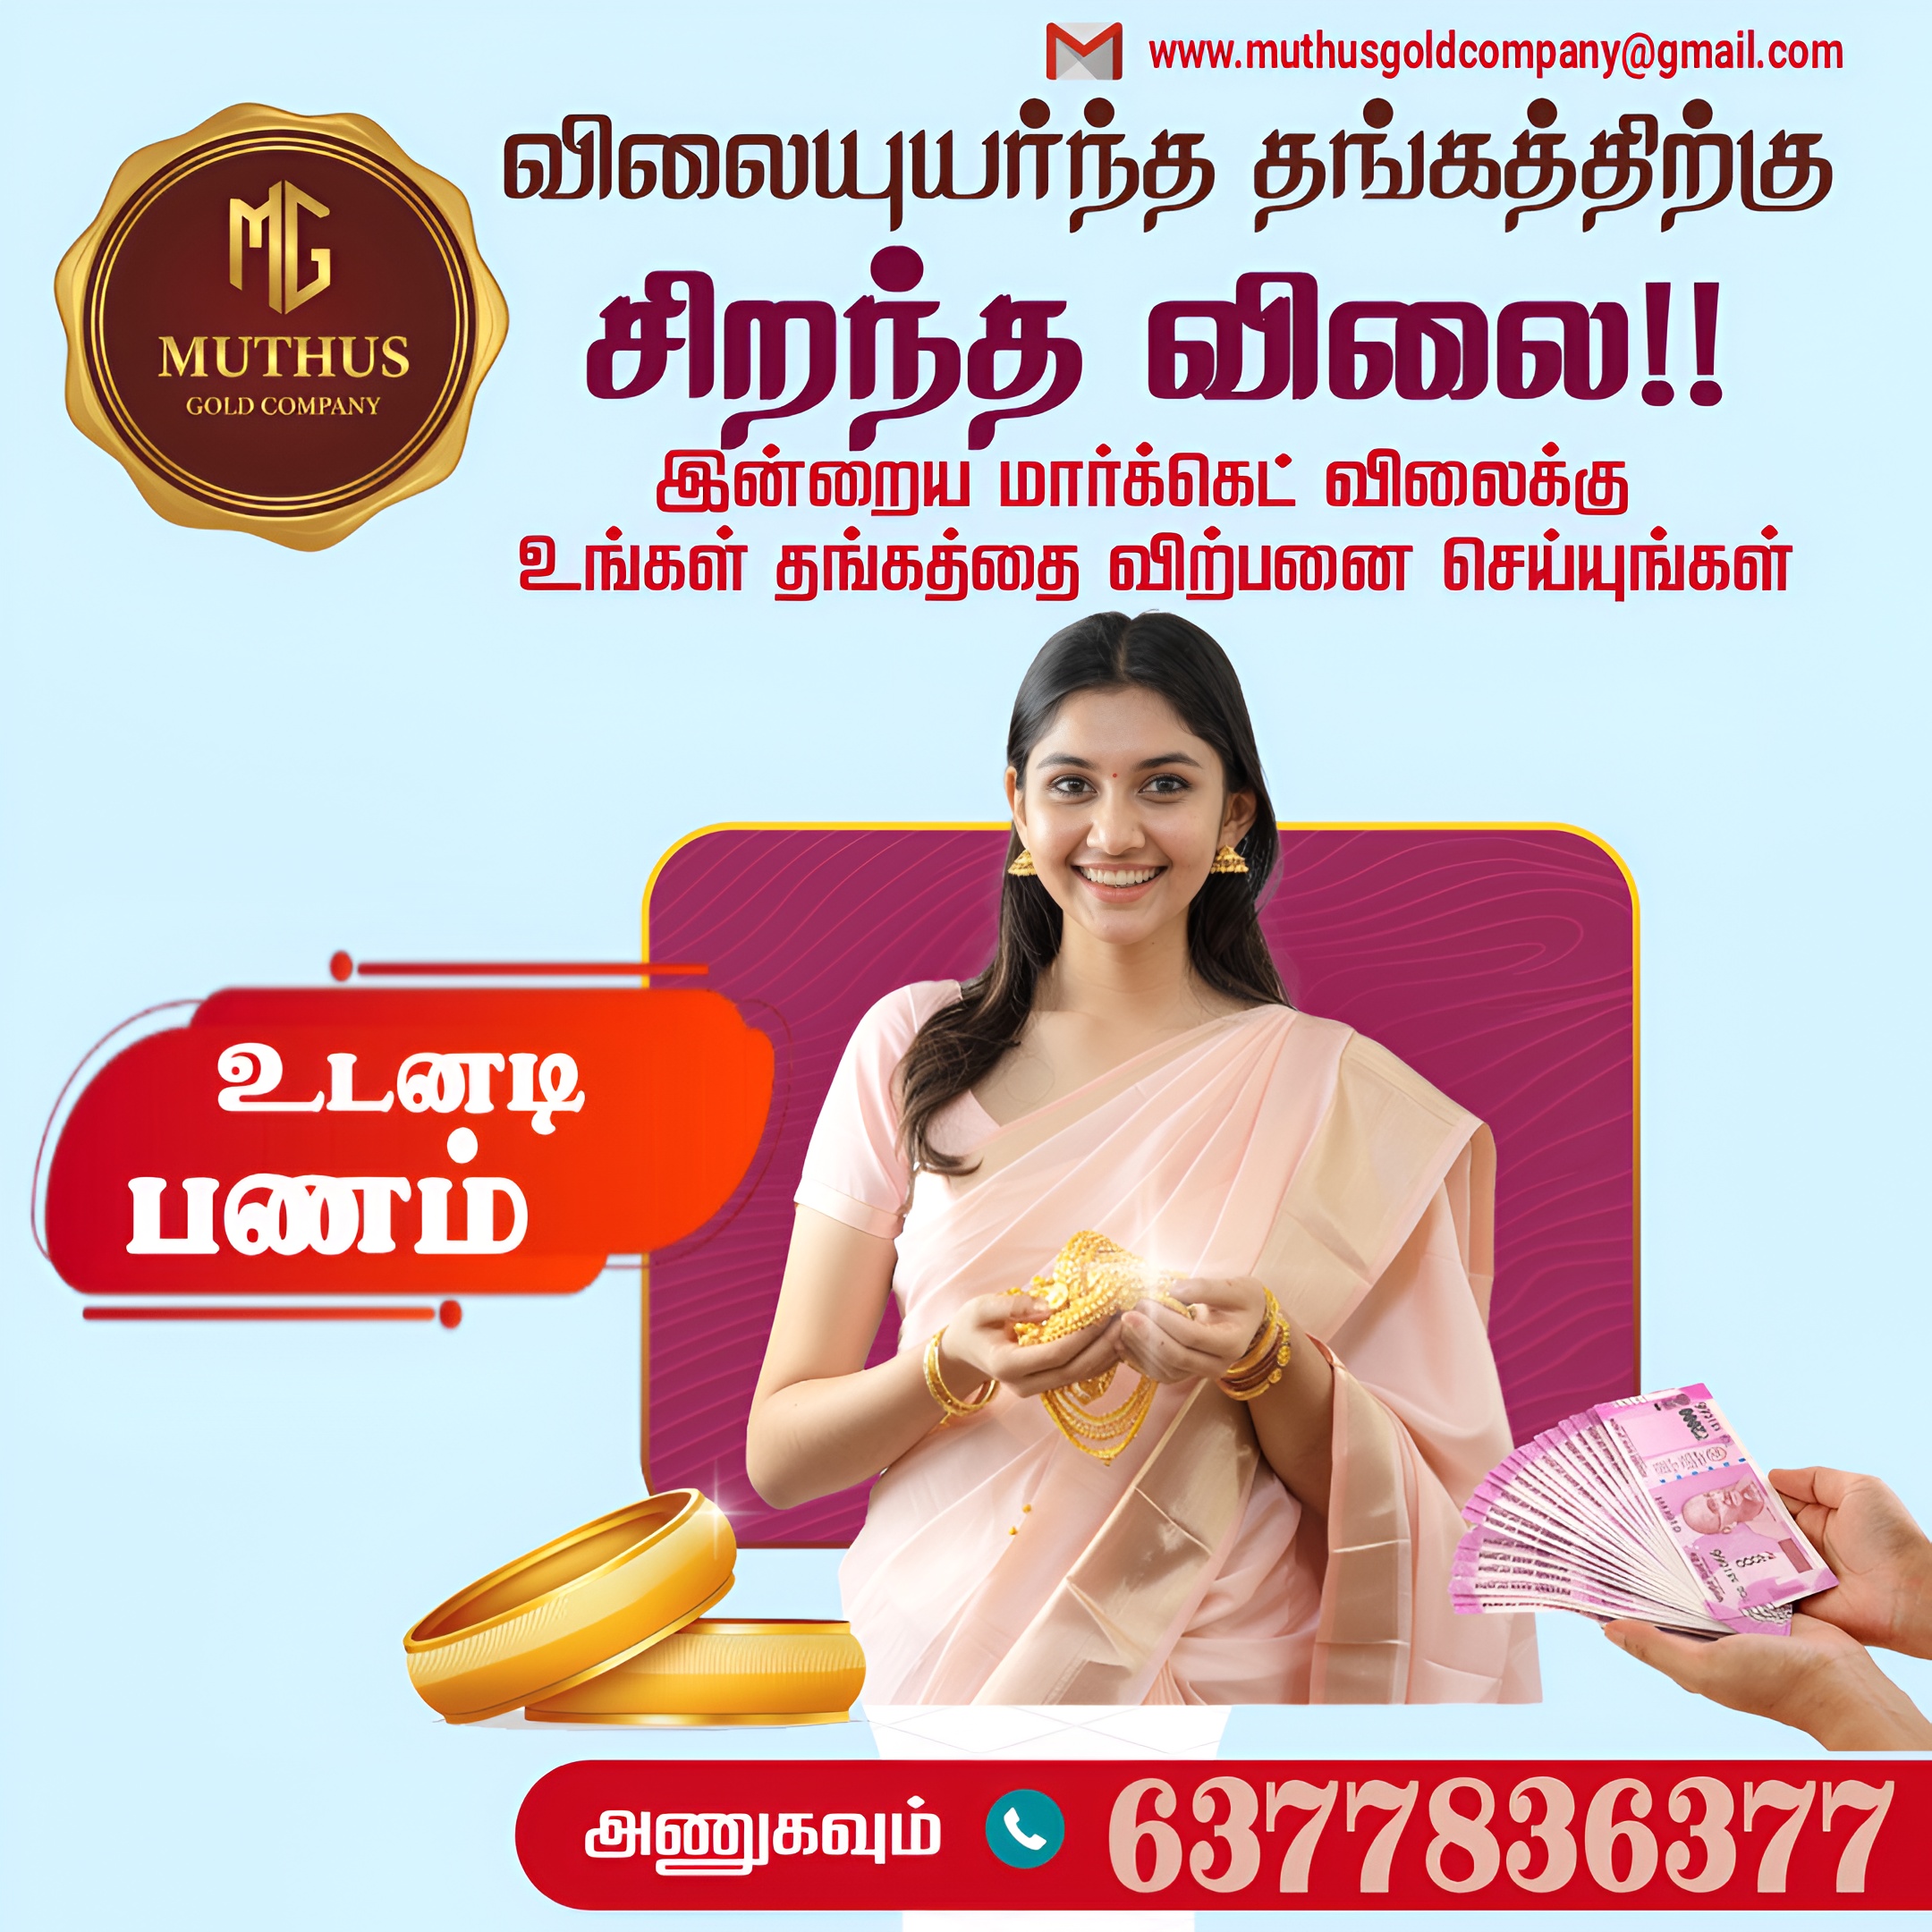 www.muthusgoldcompany@gmail.com
விலையுயர்ந்த தங்கத்திற்கு
சிறந்த விலை!!
இன்றைய மார்க்கெட் விலைக்கு
உங்கள் தங்கத்தை விற்பனை செய்யுங்கள்
MG
MUTHUS
GOLD COMPANY
உடனடி
பணம்
அணுகவும் 6377836377